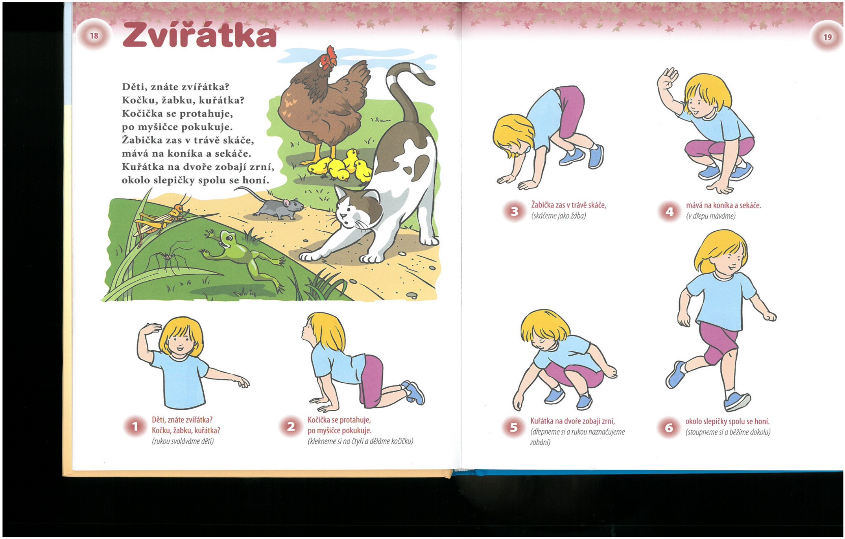 18
Zvířátka
Děti, znáte zvířátka?
Kočku, žabku, kuřátka?
Kočička se protahuje,
po myšičce pokukuje.
Žabička zas v trávě skáče,
mává na koníka a sekáče.
Kuřátka na dvoře zobají zrní,
okolo slepičky spolu se honí.
1
Děti, znáte zvířátka?
Kočku, žabku, kuřátka?
(rukou svoláváme děti)
2
Kočička se protahuje,
po myšičce pokukuje.
(klekneme si na čtyři a děláme kočičku)
19
3
Žabička zas v trávě skáče,
(skáčeme jako žába)
4
mává na koníka a sekáče.
(v dřepu máváme)
5
Kuřátka na dvoře zobají zrní,
(dřepneme si a rukou naznačujeme
zobání)
6
okolo slepičky spolu se honí.
(stoupneme si a běžíme dokola)